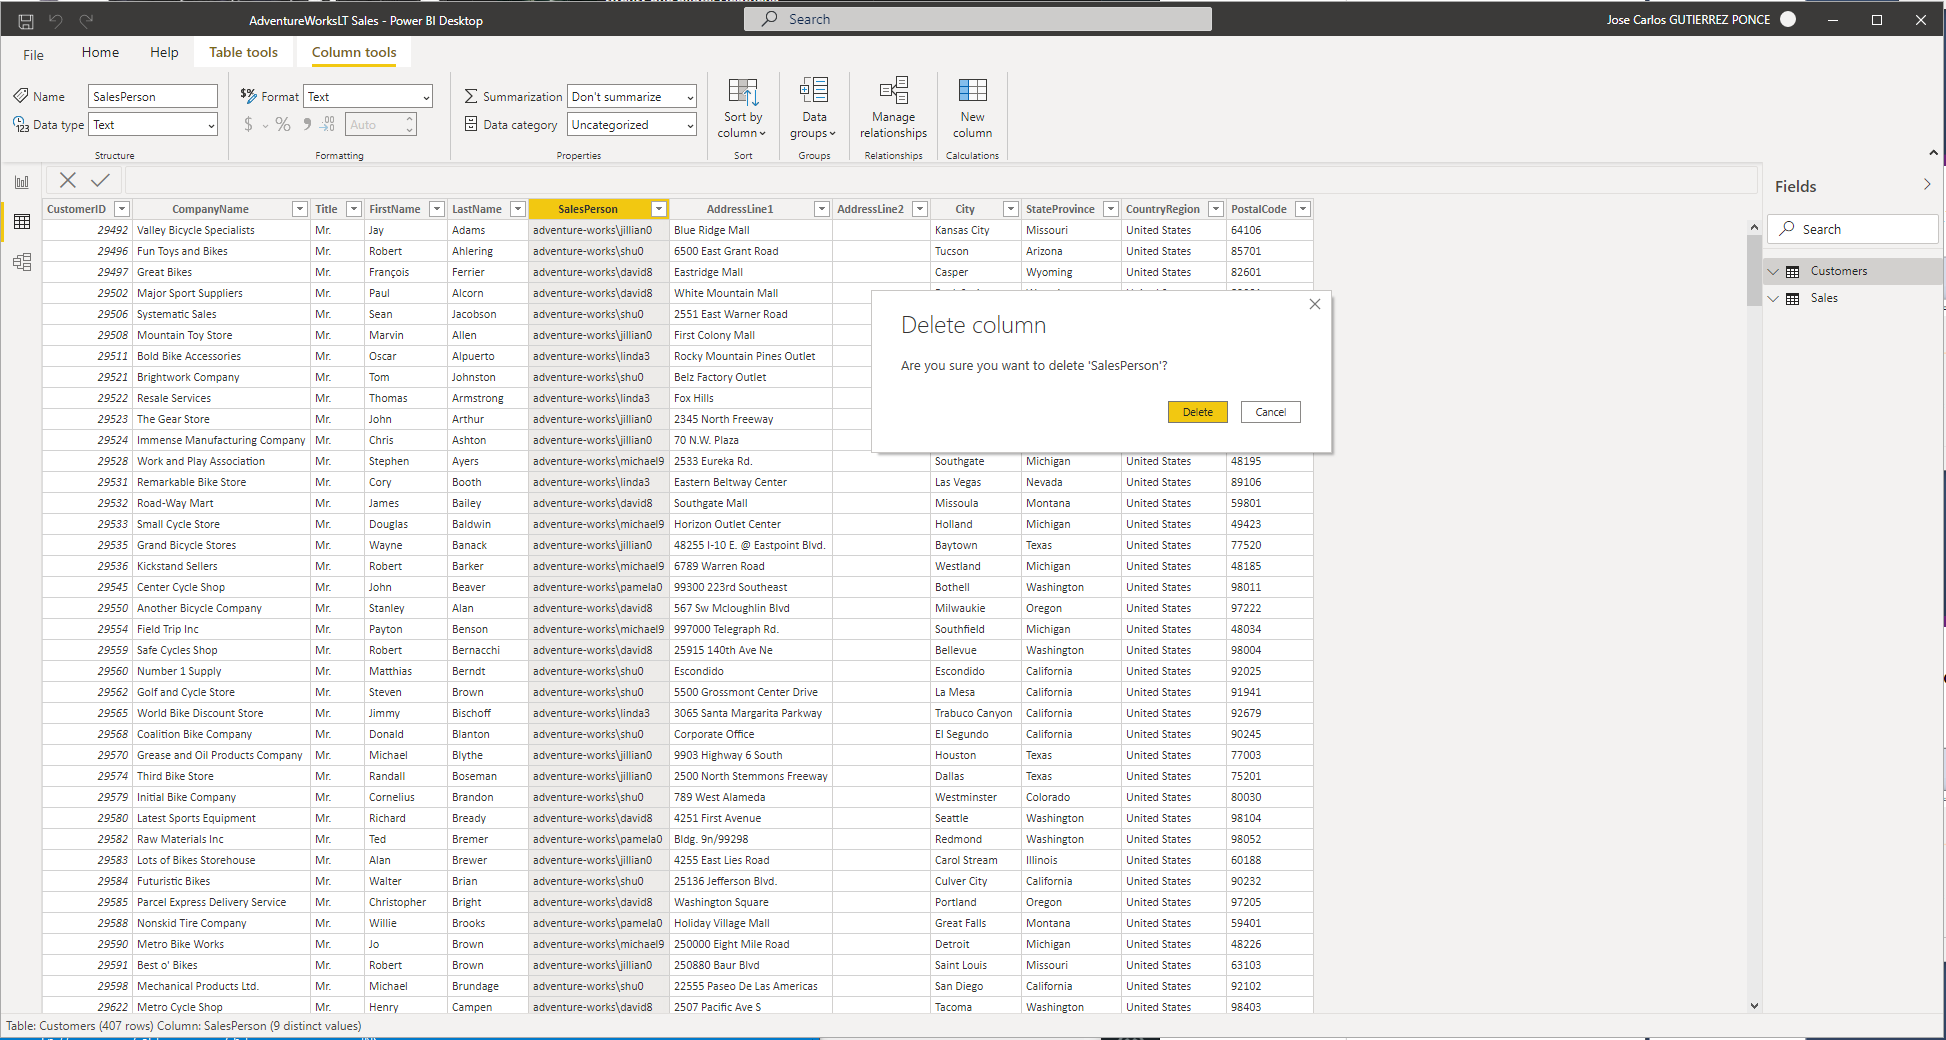 AdventureWorksLT Sales - Power BI Desktop
Search
Jose Carlos GUTIERREZ PONCE
File Home Help Table tools Column tools
Name SalesPerson
Data type Text
Structure
Format Text
$ % Auto
Formatting
Summarization Don't summarize
Data category Uncategorized
Properties
Sort by column
Sort
Data groups
Groups
Manage relationships
Relationships
New column
Calculations
Fields
Search
Customers
Sales
Delete column
Are you sure you want to delete 'SalesPerson'?
Delete Cancel
CustomerID CompanyName Title FirstName LastName SalesPerson AddressLine1 AddressLine2 City StateProvince CountryRegion PostalCode
29492 Valley Bicycle Specialists Mr. Jay Adams adventure-works\jillian0 Blue Ridge Mall Kansas City Missouri United States 64106
29496 Fun Toys and Bikes Mr. Robert Ahlering adventure-works\shu0 6500 East Grant Road Tucson Arizona United States 85701
29497 Great Bikes Mr. François Ferrier adventure-works\david8 Eastridge Mall Casper Wyoming United States 82601
29502 Major Sport Suppliers Mr. Paul Alcorn adventure-works\david8 White Mountain Mall
29506 Systematic Sales Mr. Sean Jacobson adventure-works\shu0 2551 East Warner Road
29508 Mountain Toy Store Mr. Marvin Allen adventure-works\jillian0 First Colony Mall
29511 Bold Bike Accessories Mr. Oscar Alpuerto adventure-works\linda3 Rocky Mountain Pines Outlet
29521 Brightwork Company Mr. Tom Johnston adventure-works\shu0 Belz Factory Outlet
29522 Resale Services Mr. Thomas Armstrong adventure-works\linda3 Fox Hills
29523 The Gear Store Mr. John Arthur adventure-works\jillian0 2345 North Freeway
29524 Immense Manufacturing Company Mr. Chris Ashton adventure-works\jillian0 70 N.W. Plaza
29528 Work and Play Association Mr. Stephen Ayers adventure-works\michael9 2533 Eureka Rd. Southgate Michigan United States 48195
29531 Remarkable Bike Store Mr. Cory Booth adventure-works\linda3 Eastern Beltway Center Las Vegas Nevada United States 89106
29532 Road-Way Mart Mr. James Bailey adventure-works\david8 Southgate Mall Missoula Montana United States 59801
29533 Small Cycle Store Mr. Douglas Baldwin adventure-works\michael9 Horizon Outlet Center Holland Michigan United States 49423
29535 Grand Bicycle Stores Mr. Wayne Banack adventure-works\jillian0 48255 I-10 E. @ Eastpoint Blvd. Baytown Texas United States 77520
29536 Kickstand Sellers Mr. Robert Barker adventure-works\michael9 6789 Warren Road Westland Michigan United States 48185
29545 Center Cycle Shop Mr. John Beaver adventure-works\pamela0 99300 223rd Southeast Bothell Washington United States 98011
29550 Another Bicycle Company Mr. Stanley Alan adventure-works\david8 567 Sw Mcloughlin Blvd Milwaukie Oregon United States 97222
29554 Field Trip Inc Mr. Payton Benson adventure-works\michael9 997000 Telegraph Rd. Southfield Michigan United States 48034
29559 Safe Cycles Shop Mr. Robert Bernacchi adventure-works\david8 25915 140th Ave Ne Bellevue Washington United States 98004
29560 Number 1 Supply Mr. Matthias Berndt adventure-works\shu0 Escondido Escondido California United States 92025
29562 Golf and Cycle Store Mr. Steven Brown adventure-works\shu0 5500 Grossmont Center Drive La Mesa California United States 91941
29565 World Bike Discount Store Mr. Jimmy Bischoff adventure-works\linda3 3065 Santa Margarita Parkway Trabuco Canyon California United States 92679
29568 Coalition Bike Company Mr. Donald Blanton adventure-works\shu0 Corporate Office El Segundo California United States 90245
29570 Grease and Oil Products Company Mr. Michael Blythe adventure-works\jillian0 9903 Highway 6 South Houston Texas United States 77003
29574 Third Bike Store Mr. Randall Boseman adventure-works\jillian0 2500 North Stemmons Freeway Dallas Texas United States 75201
29579 Initial Bike Company Mr. Cornelius Brandon adventure-works\shu0 789 West Alameda Westminster Colorado United States 80030
29580 Latest Sports Equipment Mr. Richard Bready adventure-works\david8 4251 First Avenue Seattle Washington United States 98104
29582 Raw Materials Inc Mr. Ted Bremer adventure-works\pamela0 Bldg. 9n/99298 Redmond Washington United States 98052
29583 Lots of Bikes Storehouse Mr. Alan Brewer adventure-works\jillian0 4255 East Lies Road Carol Stream Illinois United States 60188
29584 Futuristic Bikes Mr. Walter Brian adventure-works\shu0 25136 Jefferson Blvd. Culver City California United States 90232
29585 Parcel Express Delivery Service Mr. Christopher Bright adventure-works\david8 Washington Square Portland Oregon United States 97205
29588 Nonskid Tire Company Mr. Willie Brooks adventure-works\pamela0 Holiday Village Mall Great Falls Montana United States 59401
29590 Metro Bike Works Mr. Jo Brown adventure-works\michael9 250000 Eight Mile Road Detroit Michigan United States 48226
29591 Best o' Bikes Mr. Robert Brown adventure-works\jillian0 250880 Baur Blvd Saint Louis Missouri United States 63103
29598 Mechanical Products Ltd. Mr. Michael Brundage adventure-works\shu0 22555 Paseo De Las Americas San Diego California United States 92102
29622 Metro Cycle Shop Mr. Henry Campen adventure-works\david8 2507 Pacific Ave S Tacoma Washington United States 98403
Table: Customers (407 rows) Column: SalesPerson (9 distinct values)